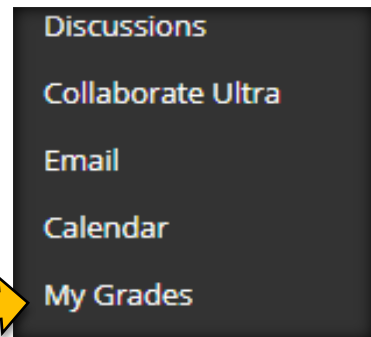 Discussions
Collaborate Ultra
Email
Calendar
My Grades